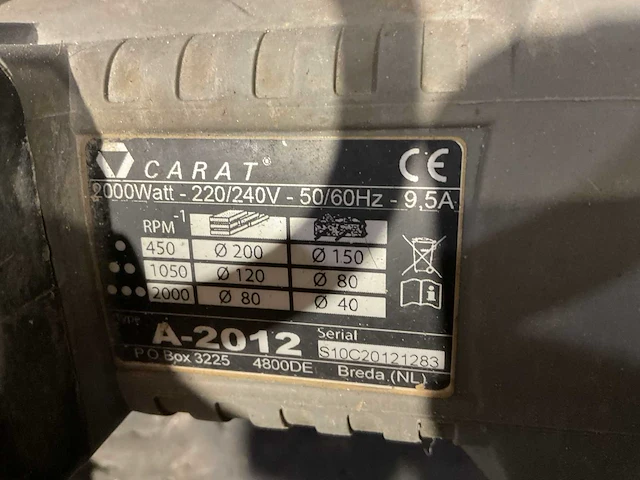 CARAT® CE
2000Watt - 220/240V - 50/60Hz - 9,5A
RPM-1
450 Ø 200 Ø 150
1050 Ø 120 Ø 80
2000 Ø 80 Ø 40
TYPE A-2012 Serial
S10C20121283
P O Box 3225 4800DE Breda (NL)